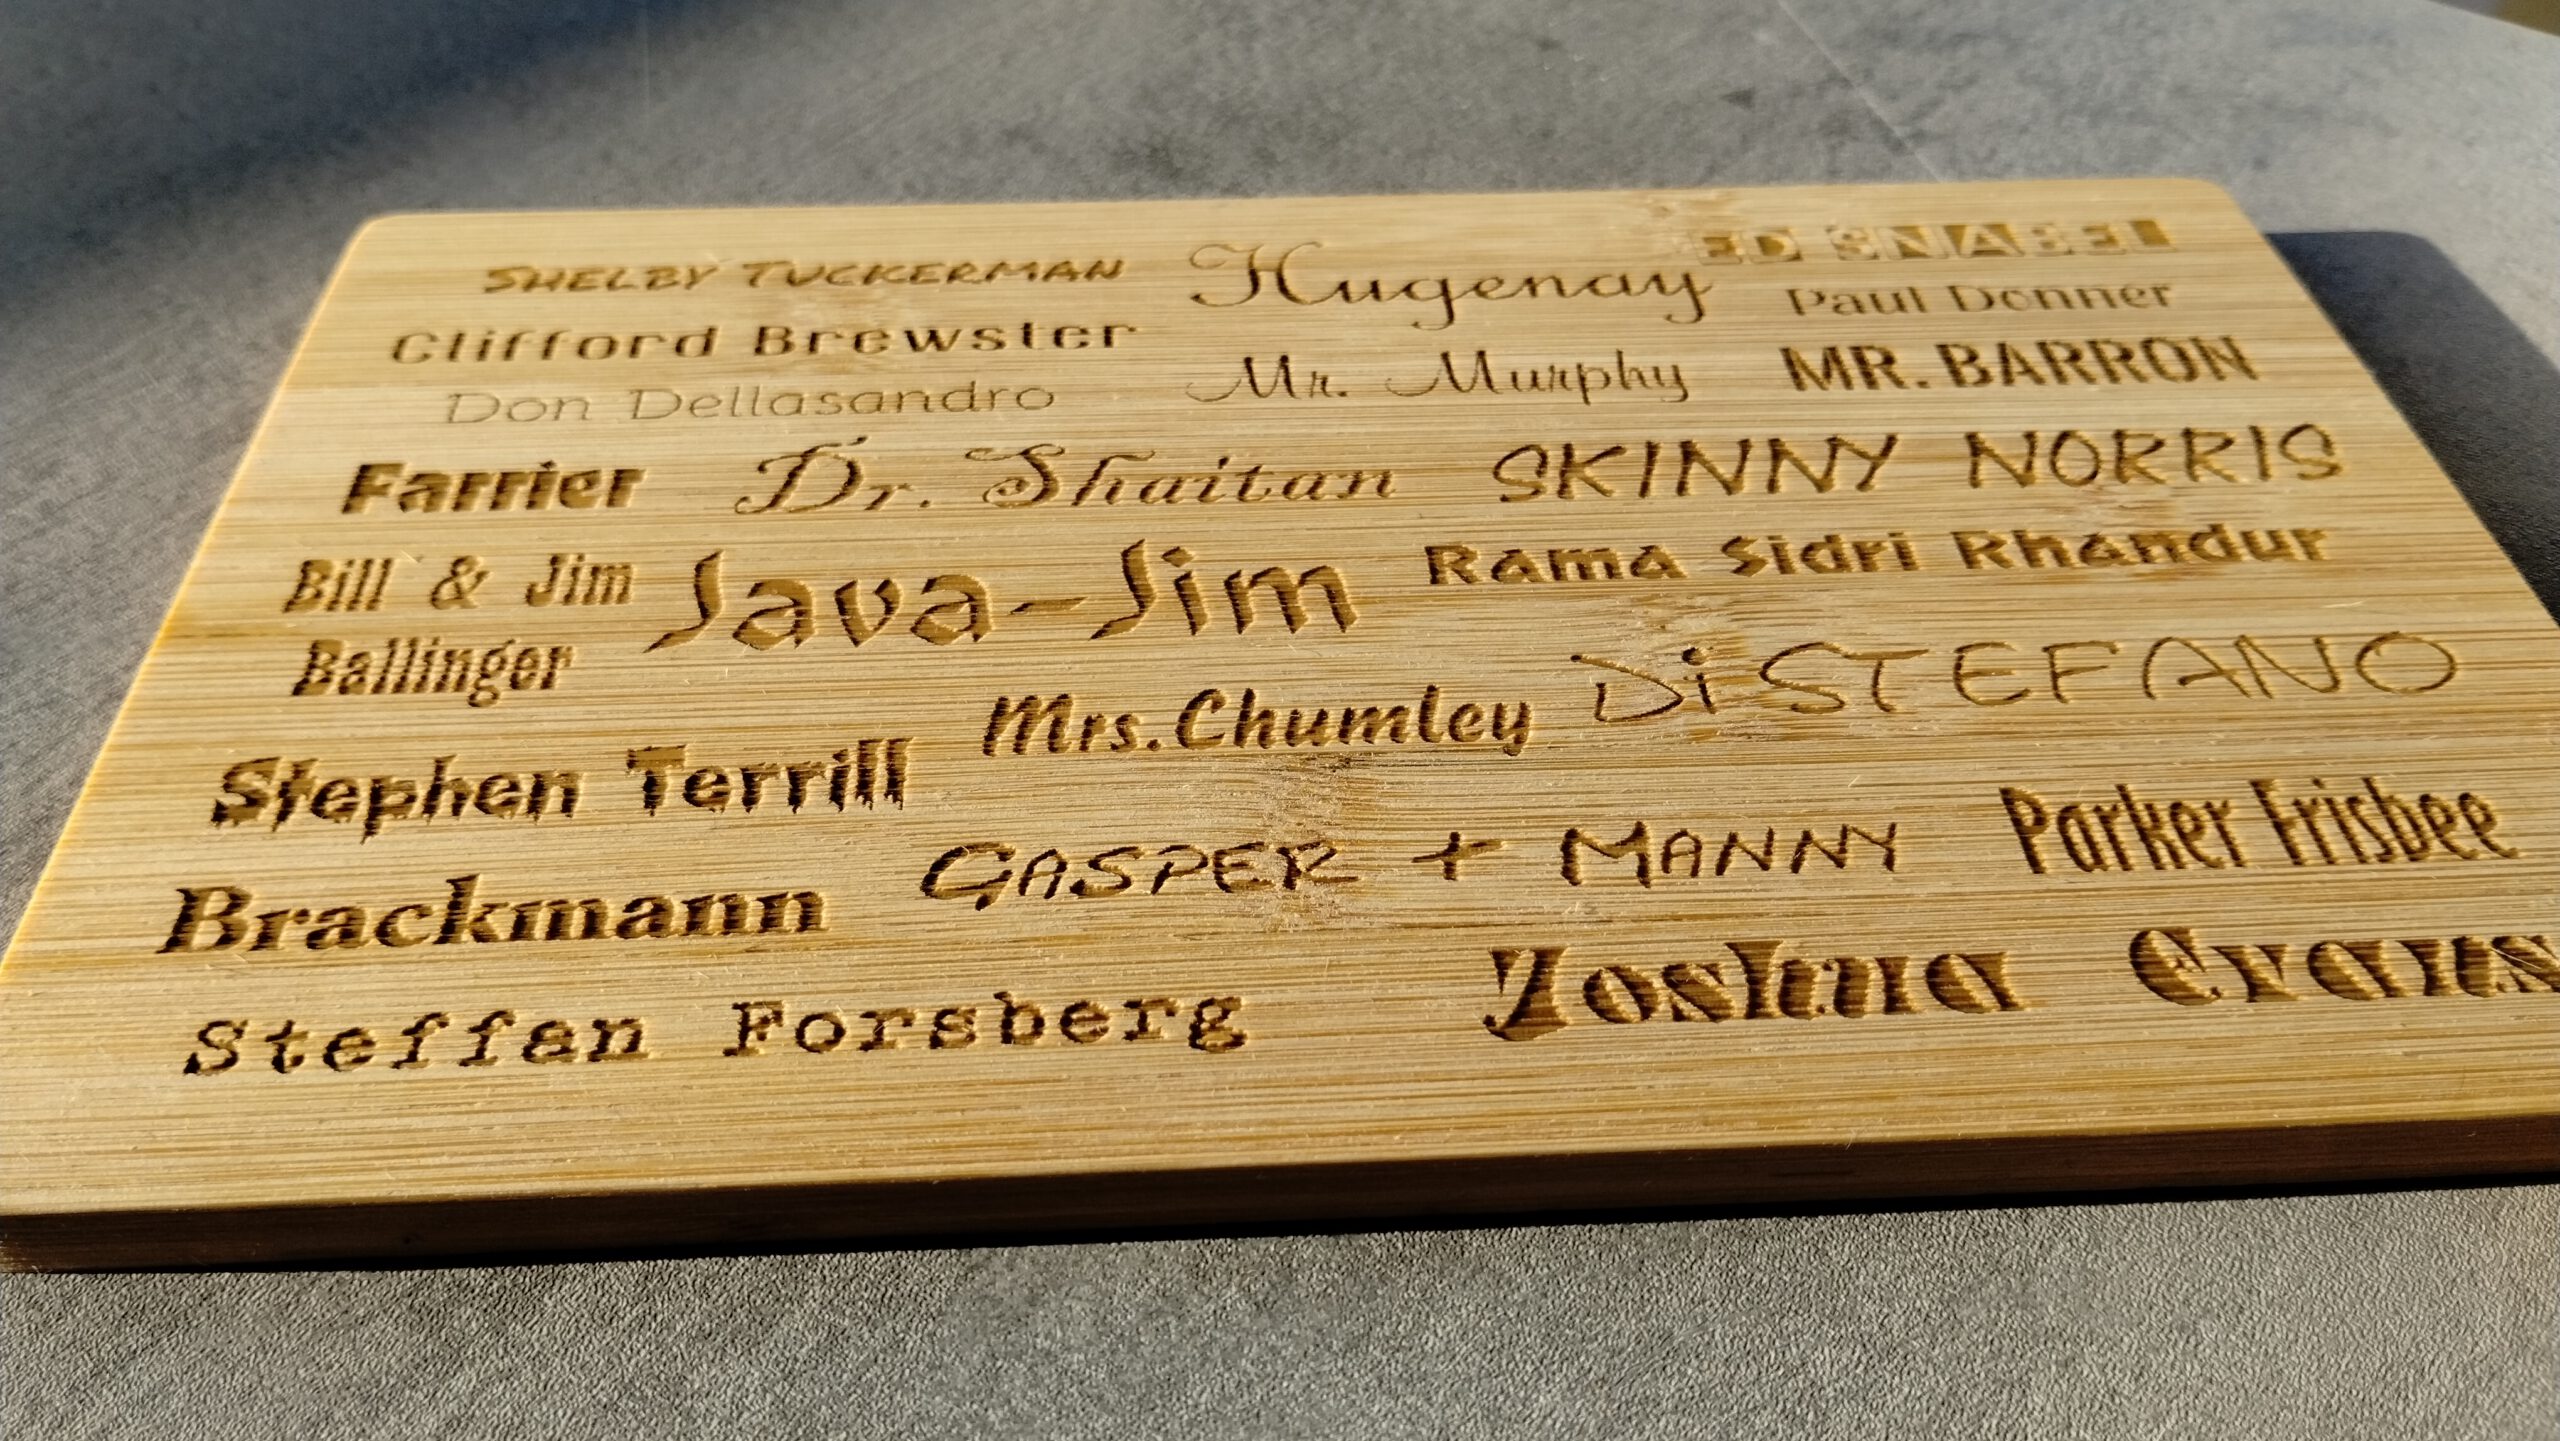 SHELBY TUCKERMAN
Hugenay
ED SNABEL
Clifford Brewster
Paul Donner
Don Dellasandro
Mr. Murphy
MR. BARRON
Farrier
Dr. Shaitan
SKINNY NORRIS
Bill & Jim
Ballinger
Java-Jim
Rama Sidri Rhandur
Stephen Terrill
Mrs. Chumley
DiSTEFANO
Brackmann
GASPER + MANNY
Parker Frisbee
Steffen Forsberg
Joshua Evans